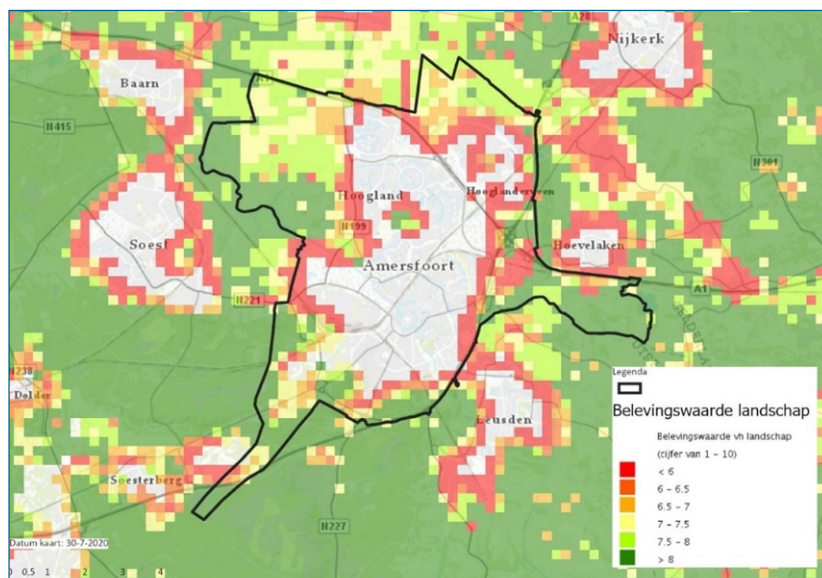 A28
Nijkerk
Baarn
A1
N415
N301
Hoogland
Hooglanderveen
Soest
N199
Hoevelaken
Amersfoort
N221
A1
N238
Dolder
Leusden
Soesterberg
N227
Legenda
Belevingswaarde landschap
Belevingswaarde vh landschap
(cijfer van 1 – 10)
< 6
6 – 6.5
6.5 – 7
7 – 7.5
7.5 – 8
> 8
Datum kaart: 30-7-2020
0 0,5 1 2 3 4